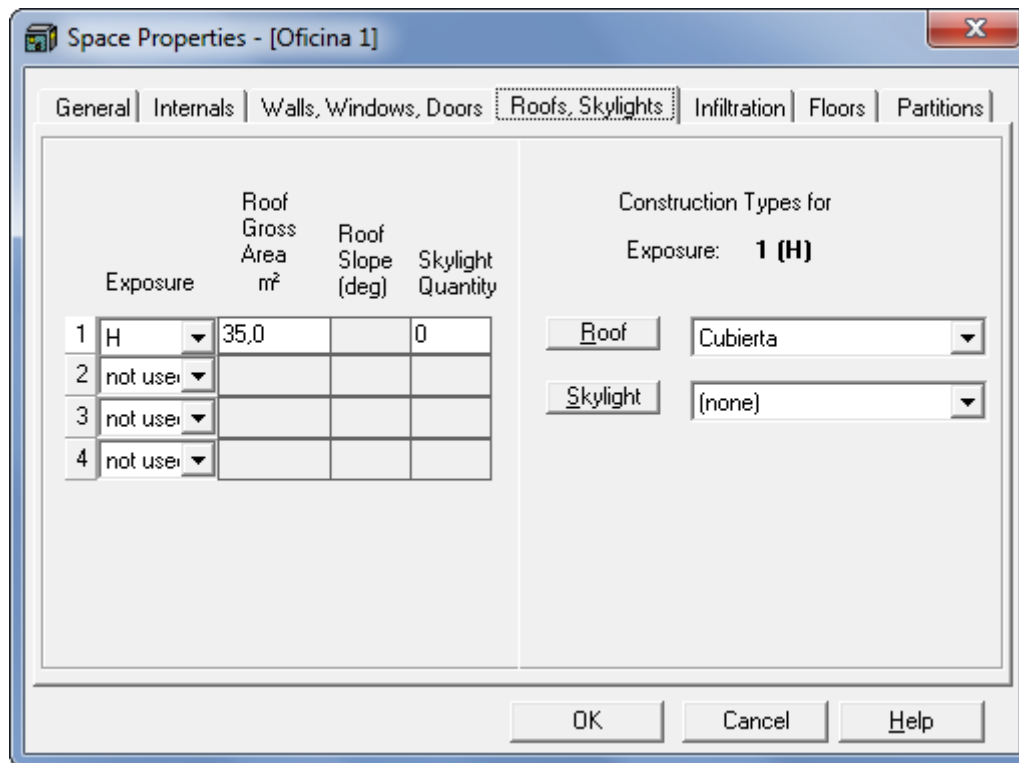 Space Properties - [Oficina 1]
General Internals Walls, Windows, Doors Roofs, Skylights Infiltration Floors Partitions
Exposure
Roof
Gross
Area
m²
Roof
Slope
(deg)
Skylight
Quantity
1 H 35,0 0
2 not use
3 not use
4 not use
Construction Types for
Exposure: 1 (H)
Roof Cubierta
Skylight (none)
OK Cancel Help